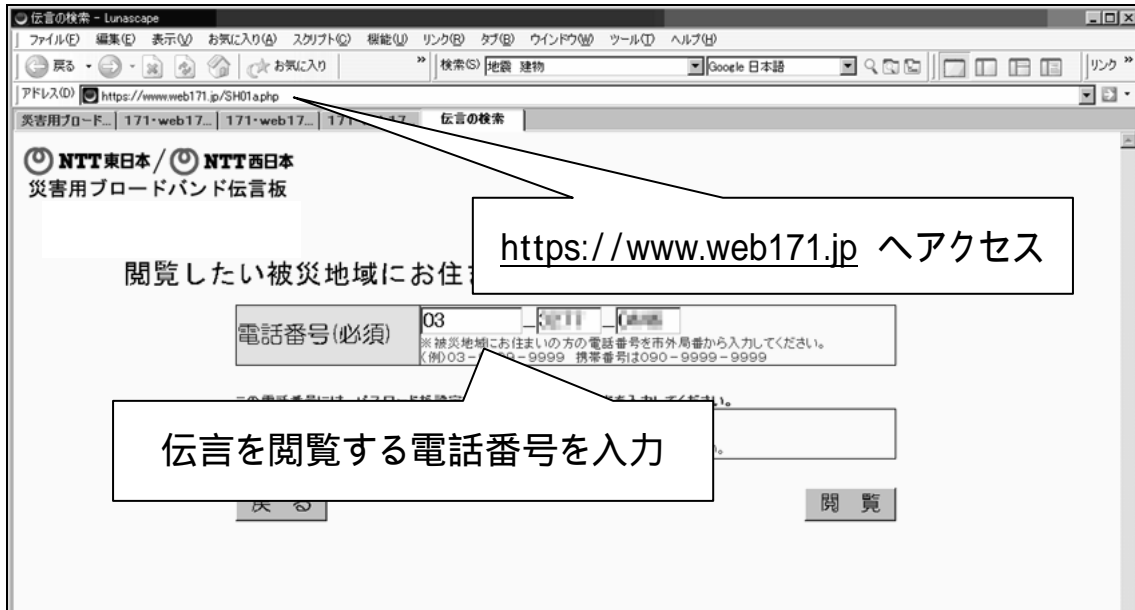 伝言の検索 - Lunascape
ファイル(F) 編集(E) 表示(V) お気に入り(A) スクリプト(C) 機能(U) リンク(R) タブ(B) ウインドウ(W) ツール(T) ヘルプ(H)
戻る お気に入り » 検索(S) 地震 建物 Google 日本語 リンク »
アドレス(D) https://www.web171.jp/SH01a.php
災害用ブロード... 171・web17... 171・web17... 伝言の検索
NTT東日本/NTT西日本
災害用ブロードバンド伝言板
https://www.web171.jp へアクセス
閲覧したい被災地域にお住
電話番号(必須) 03
※被災地域にお住まいの方の電話番号を市外局番から入力してください。
携帯番号は090-9999-9999
伝言を閲覧する電話番号を入力
戻る 閲覧